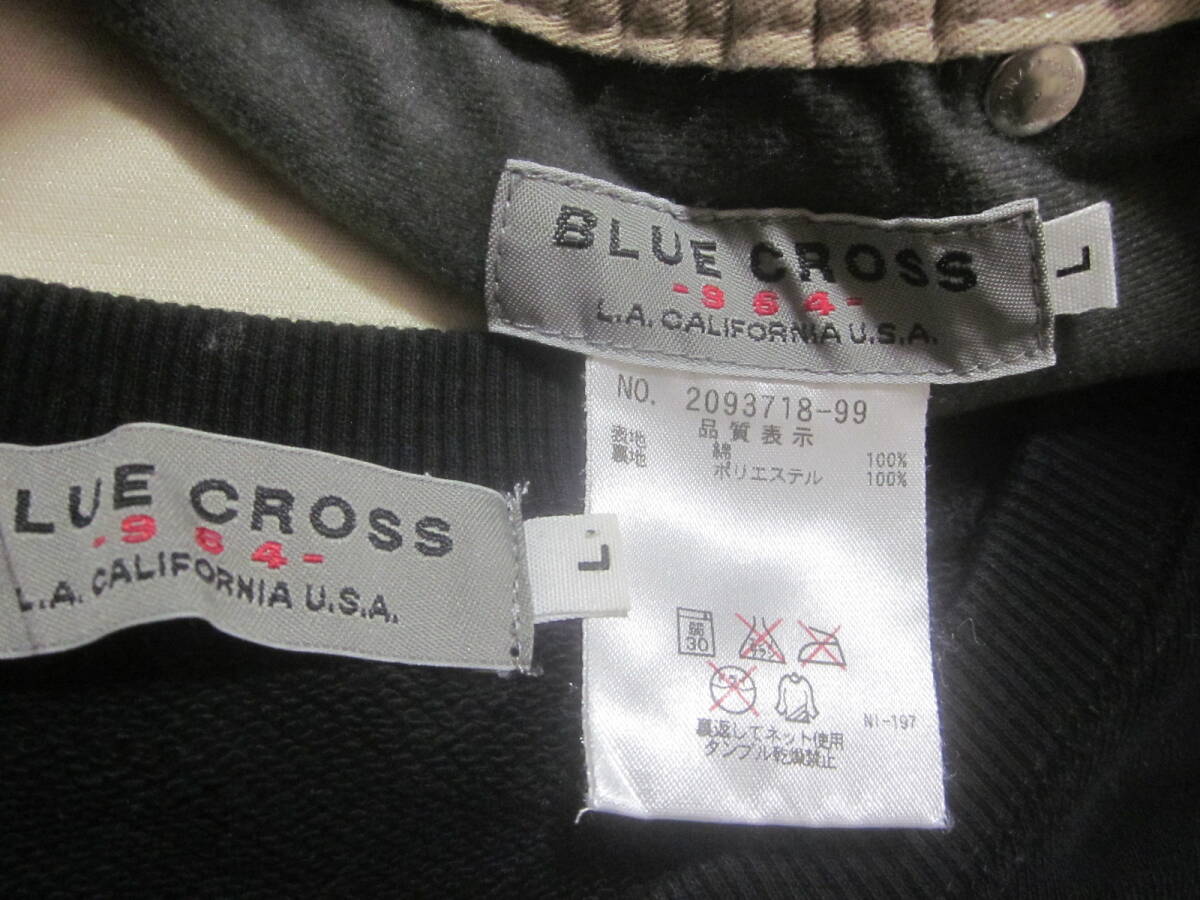 BLUE CROSS
-964-
L.A. CALIFORNIA U.S.A.
L
NO. 2093718-99
品質表示
表地 綿 100%
裏地 ポリエステル 100%
弱
30
裏返してネット使用
タンブル乾燥禁止
NI-197
LUE CROSS
-964-
L.A. CALIFORNIA U.S.A.
L